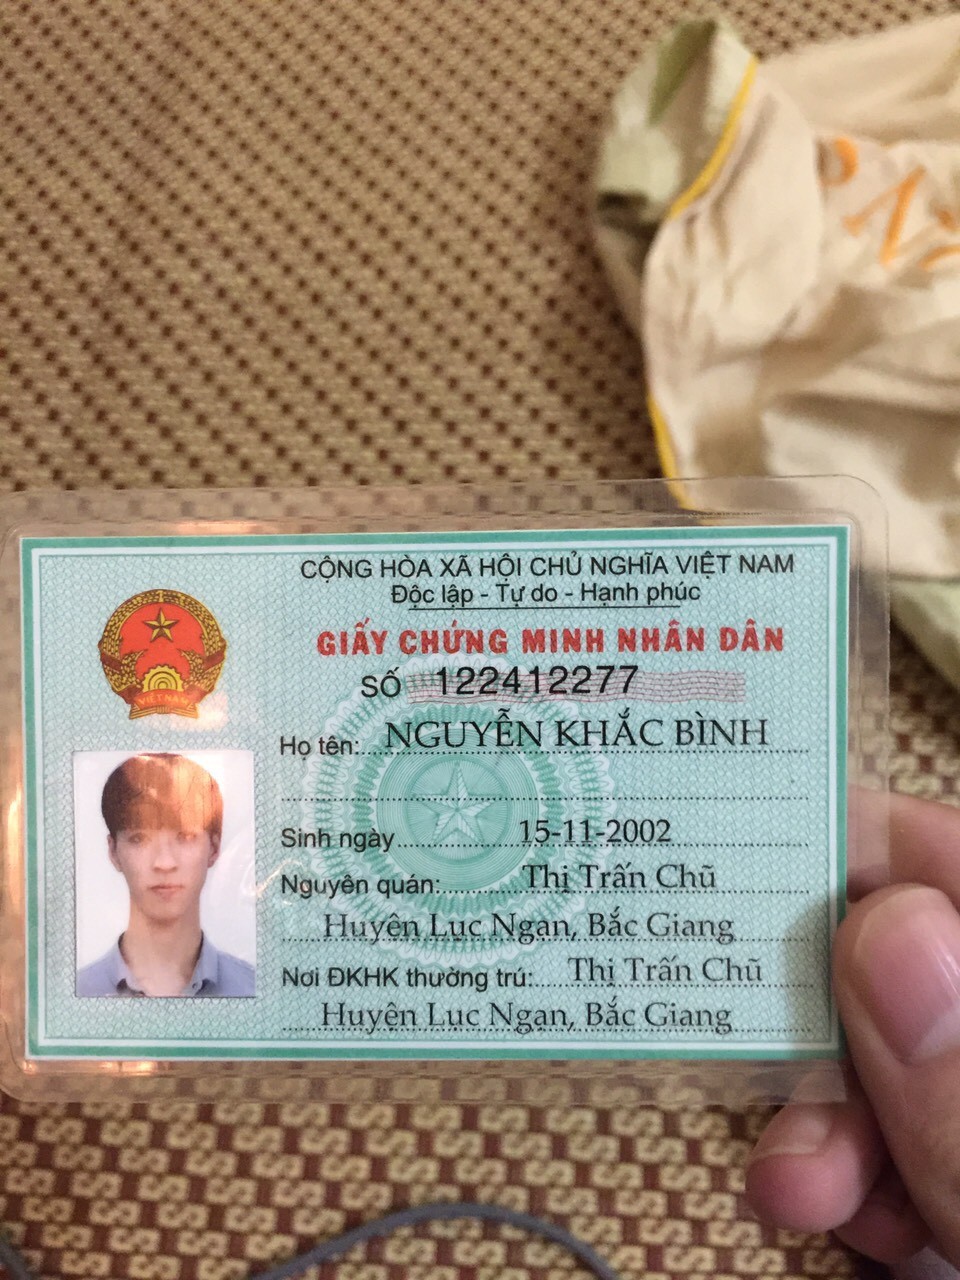 CỘNG HÒA XÃ HỘI CHỦ NGHĨA VIỆT NAM
Độc lập - Tự do - Hạnh phúc
GIẤY CHỨNG MINH NHÂN DÂN
SỐ 122412277
VIỆT NAM
Họ tên: NGUYỄN KHẮC BÌNH
Sinh ngày 15-11-2002
Nguyên quán: Thị Trấn Chũ
Huyện Lục Ngạn, Bắc Giang
Nơi ĐKHK thường trú: Thị Trấn Chũ
Huyện Lục Ngạn, Bắc Giang